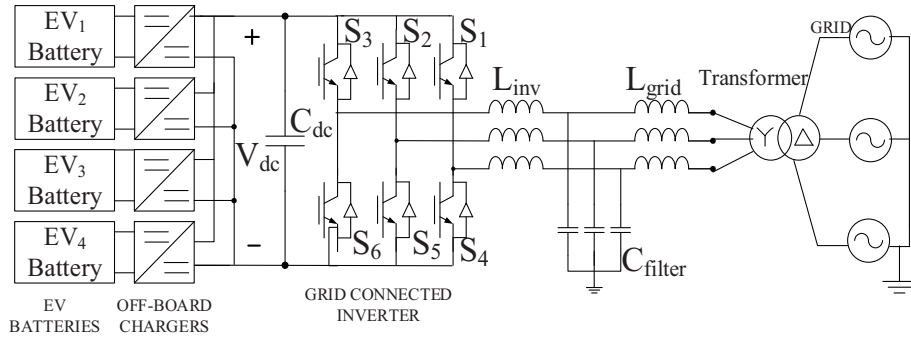 EV1
Battery
EV2
Battery
EV3
Battery
EV4
Battery
EV
BATTERIES
OFF-BOARD
CHARGERS
+
Vdc
−
Cdc
S3
S2
S1
S6
S5
S4
GRID CONNECTED
INVERTER
Linv
Lgrid
Cfilter
Transformer
Y
Δ
GRID